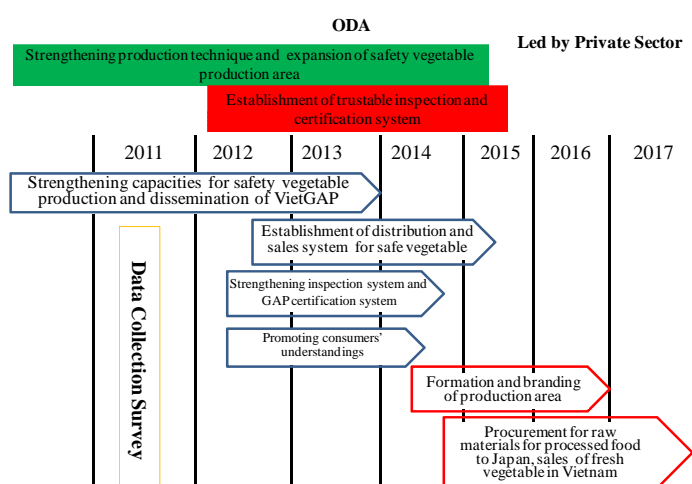 ODA
Led by Private Sector
Strengthening production technique and expansion of safety vegetable
production area
Establishment of trustable inspection and
certification system
2011 2012 2013 2014 2015 2016 2017
Strengthening capacities for safety vegetable
production and dissemination of VietGAP
Establishment of distribution and
sales system for safe vegetable
Data Collection Survey
Strengthening inspection system and
GAP certification system
Promoting consumers'
understandings
Formation and branding
of production area
Procurement for raw
materials for processed food
to Japan, sales of fresh
vegetable in Vietnam